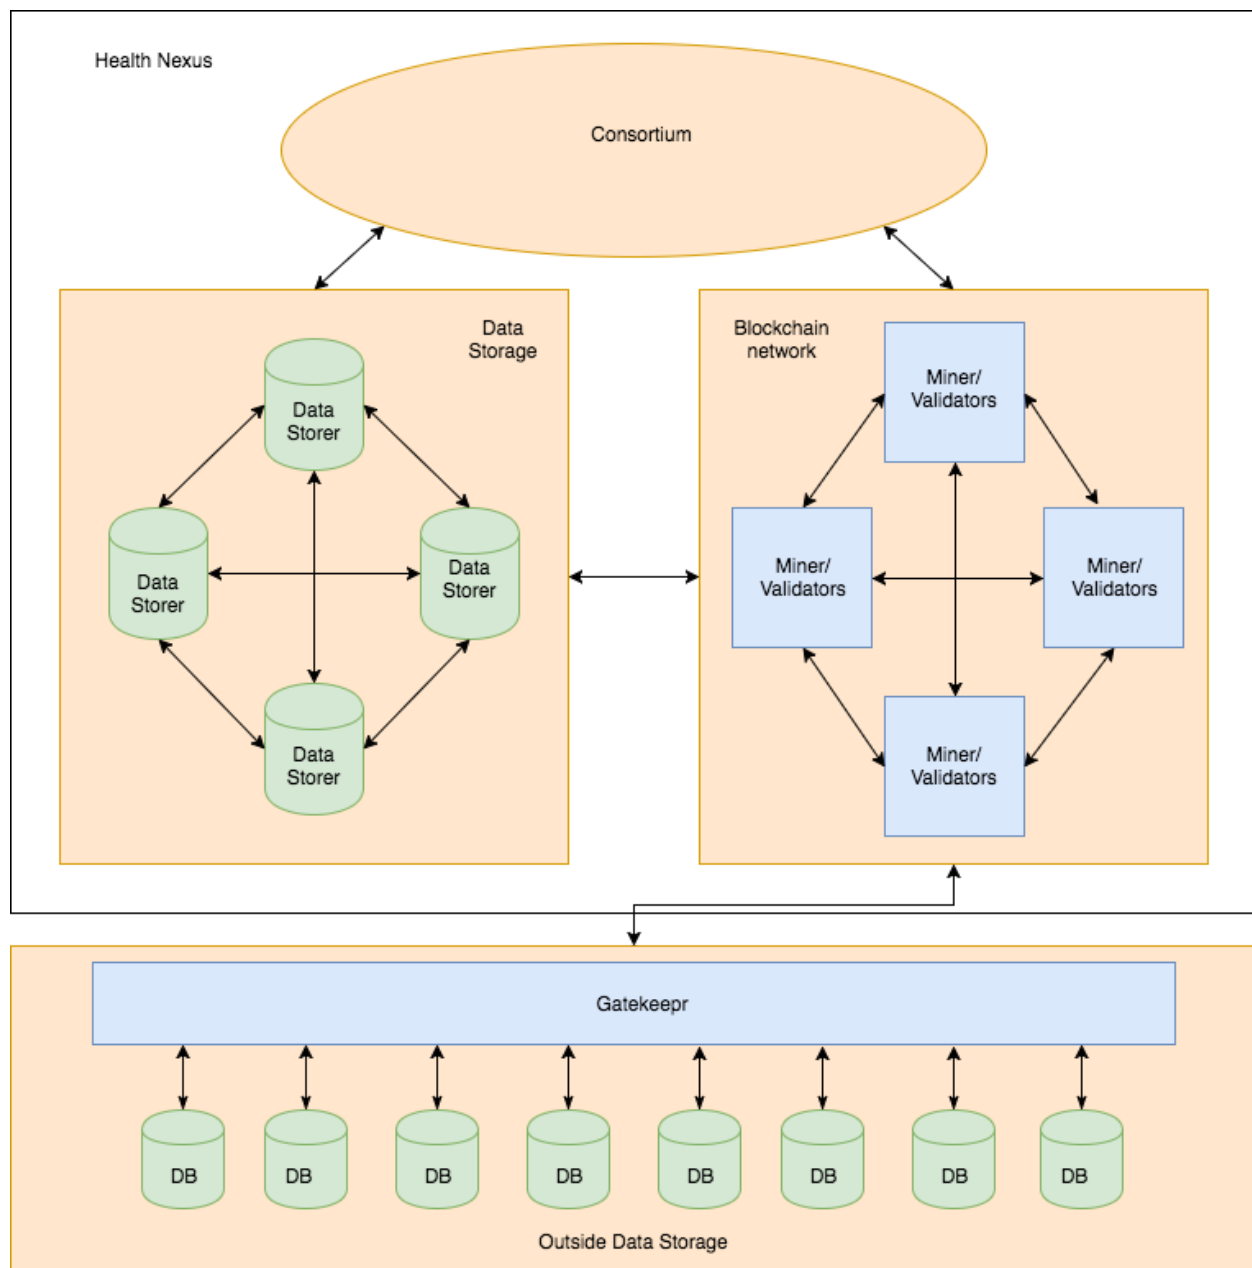 Health Nexus
Consortium
Data
Storage
Data
Storer
Data
Storer
Data
Storer
Data
Storer
Blockchain
network
Miner/
Validators
Miner/
Validators
Miner/
Validators
Miner/
Validators
Gatekeepr
DB
DB
DB
DB
DB
DB
DB
DB
Outside Data Storage